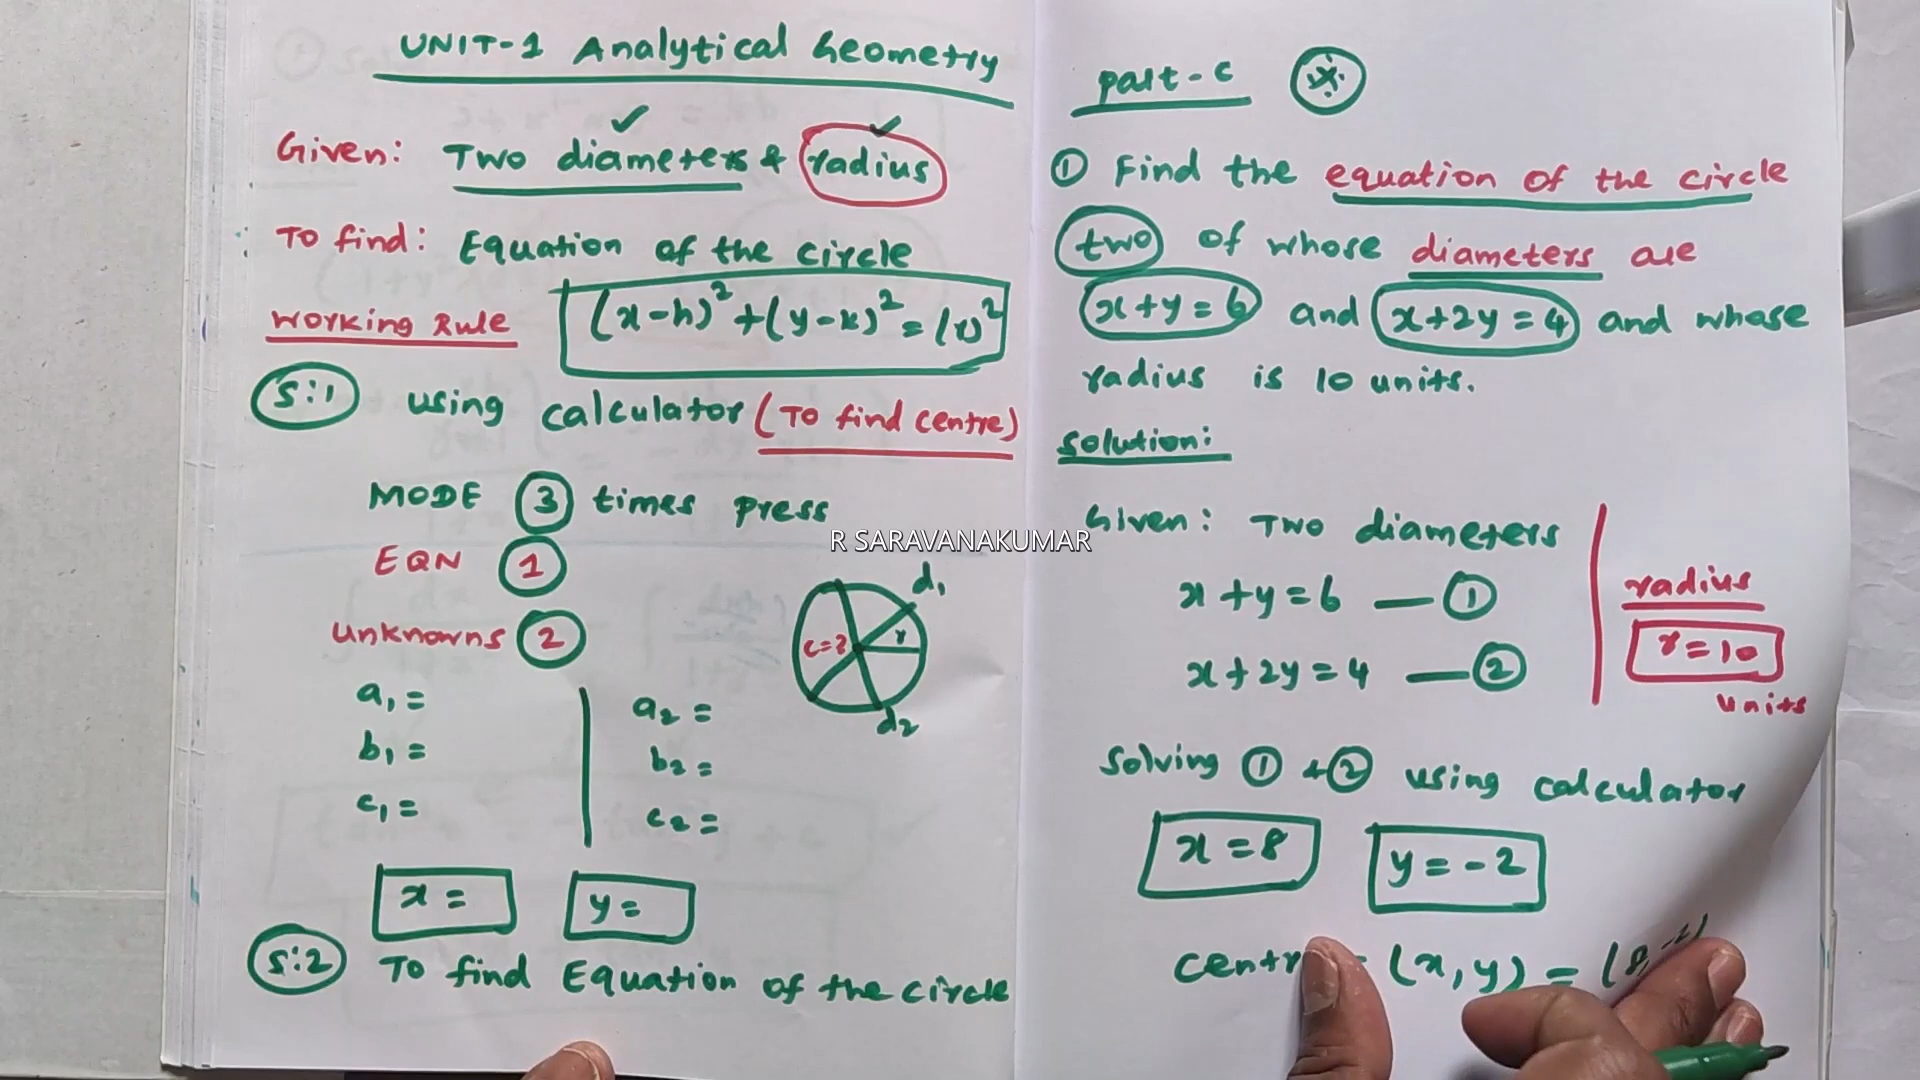 UNIT-1 Analytical Geometry
Given: Two diameters & radius
To find: Equation of the circle
Working Rule (x-h)²+(y-k)²=(r)²
S:1 using calculator (To find centre)
MODE 3 times press
EQN 1
unknowns 2
a₁= a₂=
b₁= b₂=
c₁= c₂=
d₁
c=? r
d₂
x= y=
S:2 To find Equation of the circle
part-c
① Find the equation of the circle
two of whose diameters are
x+y=6 and x+2y=4 and whose
radius is 10 units.
solution:
Given: Two diameters
x+y=6 — ①
x+2y=4 — ②
radius
r=10
units
solving ① & ② using calculator
x=8 y=-2
= (x,y) = (8,-2)
R SARAVANAKUMAR